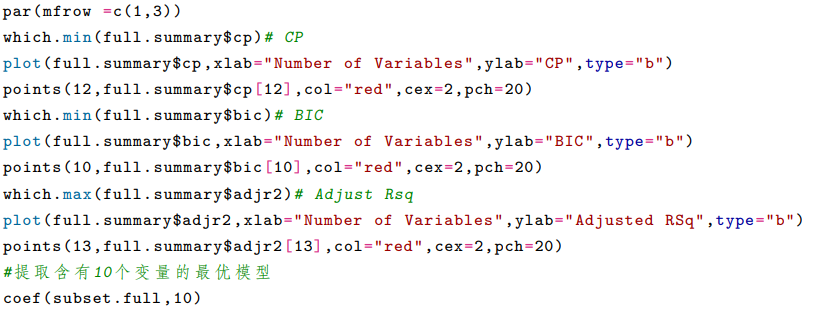 par(mfrow =c(1,3))
which.min(full.summary$cp)# CP
plot(full.summary$cp,xlab="Number of Variables",ylab="CP",type="b")
points(12,full.summary$cp[12],col="red",cex=2,pch=20)
which.min(full.summary$bic)# BIC
plot(full.summary$bic,xlab="Number of Variables",ylab="BIC",type="b")
points(10,full.summary$bic[10],col="red",cex=2,pch=20)
which.max(full.summary$adjr2)# Adjust Rsq
plot(full.summary$adjr2,xlab="Number of Variables",ylab="Adjusted RSq",type="b")
points(13,full.summary$adjr2[13],col="red",cex=2,pch=20)
#提取含有10个变量的最优模型
coef(subset.full,10)